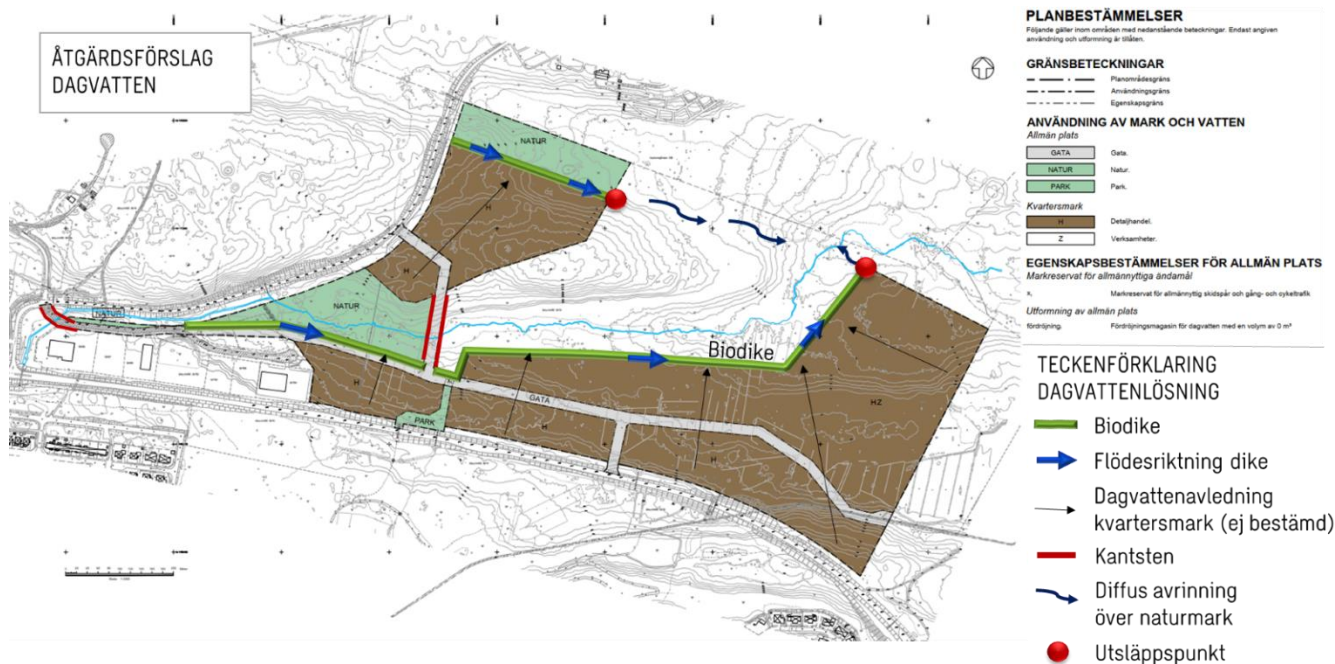 ÅTGÄRDSFÖRSLAG
DAGVATTEN
NATUR
H
H
NATUR
NATUR
Biodike
H
GATA
HZ
PARK
H
H
PLANBESTÄMMELSER
Följande gäller inom områden med nedanstående beteckningar. Endast angiven
användning och utformning är tillåten.
GRÄNSBETECKNINGAR
Planområdesgräns
Användningsgräns
Egenskapsgräns
ANVÄNDNING AV MARK OCH VATTEN
Allmän plats
GATA Gata.
NATUR Natur.
PARK Park.
Kvartersmark
H Detaljhandel.
Z Verksamheter.
EGENSKAPSBESTÄMMELSER FÖR ALLMÄN PLATS
Markreservat för allmännyttiga ändamål
Markreservat för allmännyttig skidspår och gång- och cykeltrafik
Utformning av allmän plats
fördröjning. Fördröjningsmagasin för dagvatten med en volym av 0 m³
TECKENFÖRKLARING
DAGVATTENLÖSNING
Biodike
Flödesriktning dike
Dagvattenavledning
kvartersmark (ej bestämd)
Kantsten
Diffus avrinning
över naturmark
Utsläppspunkt